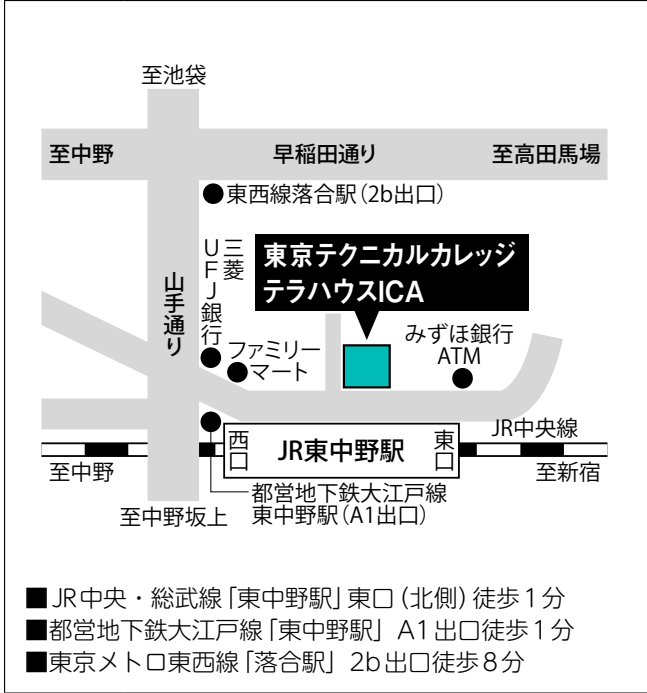 至池袋
至中野
早稲田通り
至高田馬場
東西線落合駅（2b出口）
山手通り
三菱
UFJ銀行
東京テクニカルカレッジ
テラハウスICA
ファミリー
マート
みずほ銀行
ATM
JR中央線
西口
JR東中野駅
東口
至中野
至新宿
都営地下鉄大江戸線
東中野駅（A1出口）
至中野坂上
■JR中央・総武線「東中野駅」東口（北側）徒歩1分
■都営地下鉄大江戸線「東中野駅」 A1出口徒歩1分
■東京メトロ東西線「落合駅」 2b出口徒歩8分